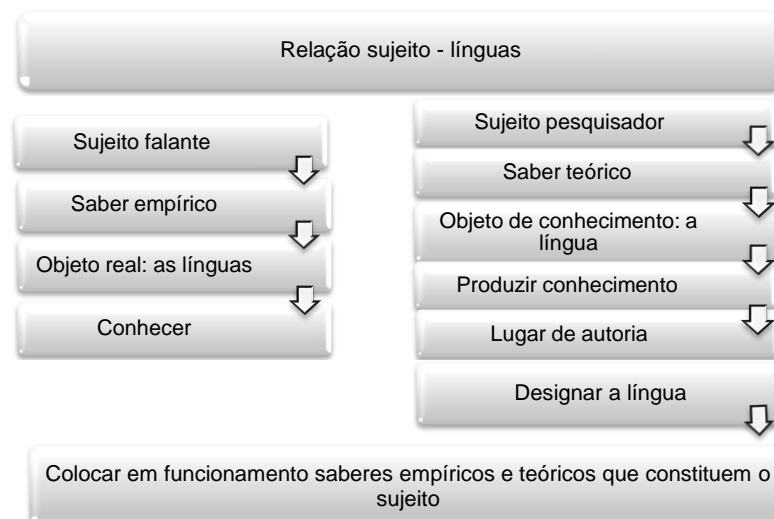 Relação sujeito - línguas
Sujeito falante
Saber empírico
Objeto real: as línguas
Conhecer
Sujeito pesquisador
Saber teórico
Objeto de conhecimento: a
língua
Produzir conhecimento
Lugar de autoria
Designar a língua
Colocar em funcionamento saberes empíricos e teóricos que constituem o
sujeito